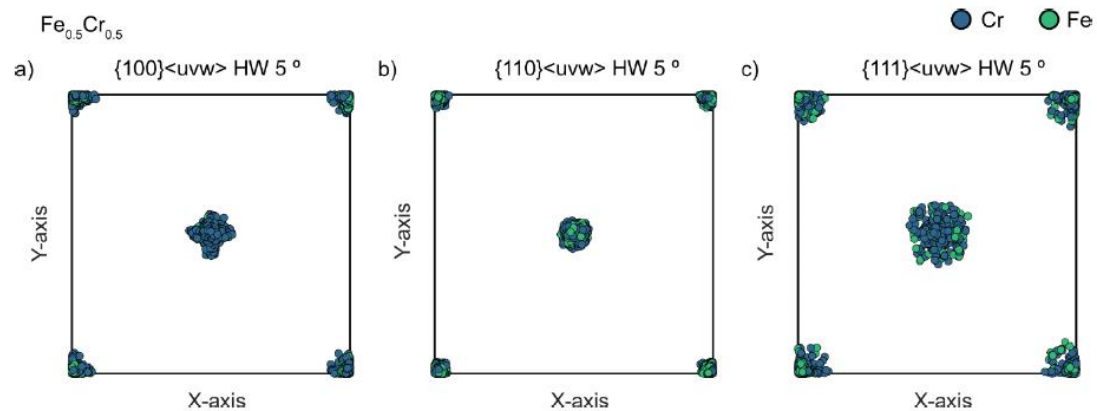 Fe₀.₅Cr₀.₅
Cr Fe
a) {100}<uvw> HW 5 º
b) {110}<uvw> HW 5 º
c) {111}<uvw> HW 5 º
Y-axis
Y-axis
Y-axis
X-axis
X-axis
X-axis